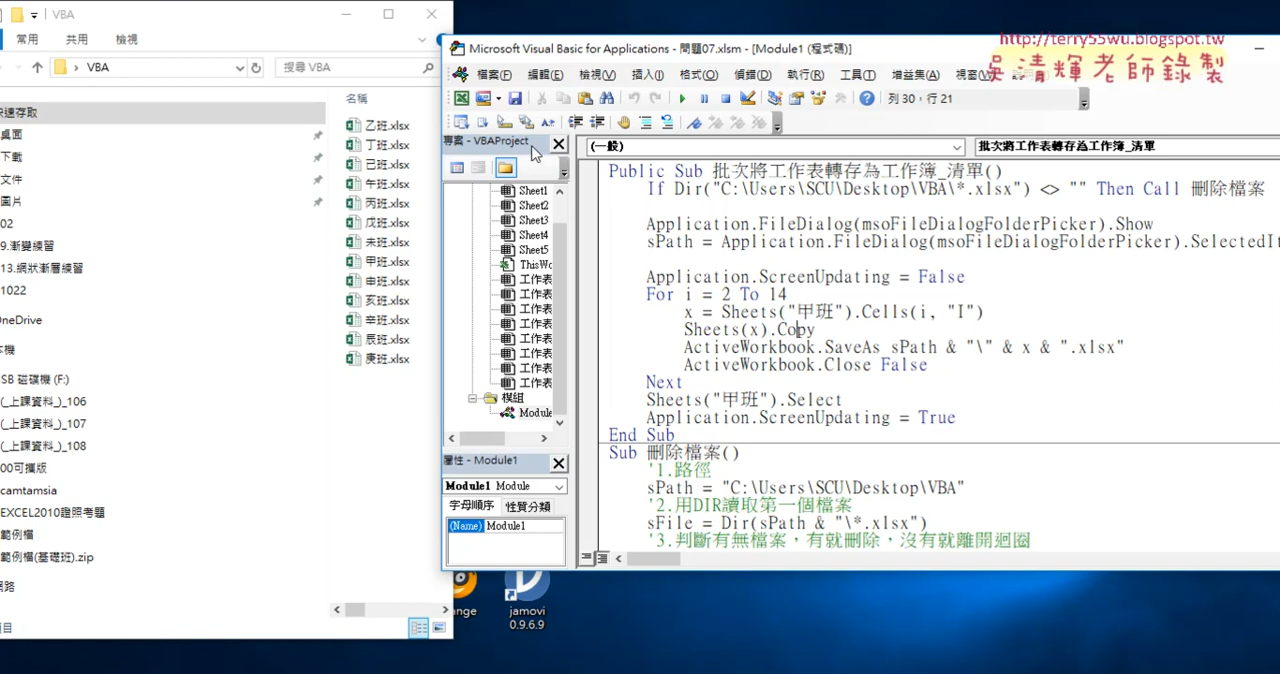 VBA
常用 共用 檢視
VBA
搜尋 VBA
快速存取
桌面
下載
文件
圖片
02
9.漸變練習
13.網狀漸層練習
1022
OneDrive
本機
SB 磁碟機 (F:)
(_上課資料_)_106
(_上課資料_)_107
(_上課資料_)_108
00可攜版
camtamsia
EXCEL2010證照考題
範例檔
範例檔(基礎班).zip
網路
名稱
乙班.xlsx
丁班.xlsx
己班.xlsx
午班.xlsx
丙班.xlsx
戊班.xlsx
未班.xlsx
甲班.xlsx
申班.xlsx
亥班.xlsx
辛班.xlsx
辰班.xlsx
庚班.xlsx
http://terry55wu.blogspot.tw
吳清輝老師錄製
Microsoft Visual Basic for Applications - 問題07.xlsm - [Module1 (程式碼)]
檔案(F) 編輯(E) 檢視(V) 插入(I) 格式(O) 偵錯(D) 執行(R) 工具(T) 增益集(A) 視窗(W)
列 30，行 21
專案 - VBAProject
Sheet1
Sheet2
Sheet3
Sheet4
Sheet5
ThisWo
工作表
工作表
工作表
工作表
工作表
工作表
工作表
工作表
模組
Module
屬性 - Module1
Module1 Module
字母順序 性質分類
(Name) Module1
(一般) 批次將工作表轉存為工作簿_清單
Public Sub 批次將工作表轉存為工作簿_清單()
If Dir("C:\Users\SCU\Desktop\VBA\*.xlsx") <> "" Then Call 刪除檔案
Application.FileDialog(msoFileDialogFolderPicker).Show
sPath = Application.FileDialog(msoFileDialogFolderPicker).SelectedIt
Application.ScreenUpdating = False
For i = 2 To 14
x = Sheets("甲班").Cells(i, "I")
Sheets(x).Copy
ActiveWorkbook.SaveAs sPath & "\" & x & ".xlsx"
ActiveWorkbook.Close False
Next
Sheets("甲班").Select
Application.ScreenUpdating = True
End Sub
Sub 刪除檔案()
'1.路徑
sPath = "C:\Users\SCU\Desktop\VBA"
'2.用DIR讀取第一個檔案
sFile = Dir(sPath & "\*.xlsx")
'3.判斷有無檔案，有就刪除，沒有就離開迴圈
ange
jamovi
0.9.6.9